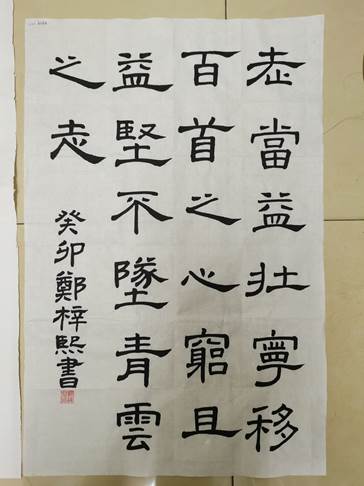 老當益壯寧移
百首之心窮且
益堅不墜青雲
之志
癸卯鄭梓熙書